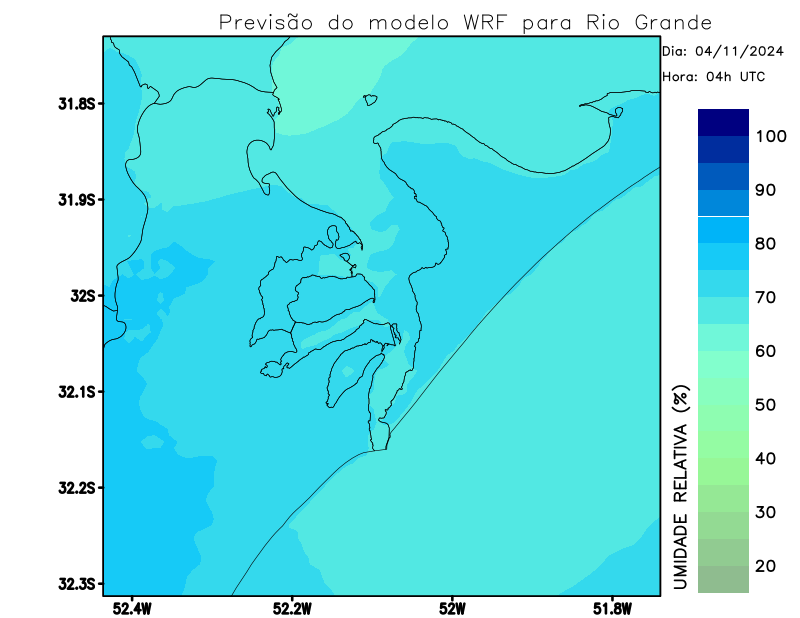 Previsão do modelo WRF para Rio Grande
Dia: 04/11/2024
Hora: 04h UTC
31.8S
31.9S
32S
32.1S
32.2S
32.3S
52.4W
52.2W
52W
51.8W
UMIDADE RELATIVA (%)
100
90
80
70
60
50
40
30
20